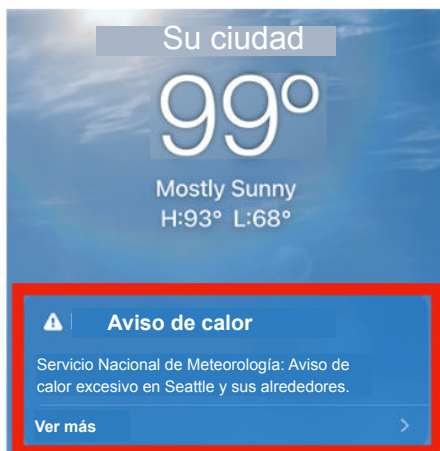 Su ciudad
99°
Mostly Sunny
H:93° L:68°
Aviso de calor
Servicio Nacional de Meteorología: Aviso de
calor excesivo en Seattle y sus alrededores.
Ver más